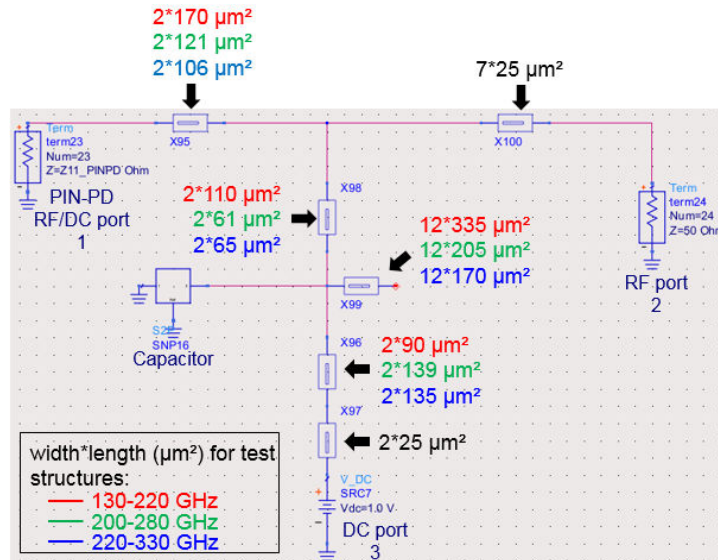 2*170 µm²
2*121 µm²
2*106 µm²
7*25 µm²
Term
term23
Num=23
Z=Z11_PINPD Ohm
X95
X100
PIN-PD
RF/DC port
1
2*110 µm²
2*61 µm²
2*65 µm²
X98
12*335 µm²
12*205 µm²
12*170 µm²
Term
term24
Num=24
Z=50 Ohm
RF port
2
X99
SNP16
Capacitor
X96
2*90 µm²
2*139 µm²
2*135 µm²
X97
2*25 µm²
V_DC
SRC7
Vdc=1.0 V
DC port
3
width*length (µm²) for test
structures:
130-220 GHz
200-280 GHz
220-330 GHz